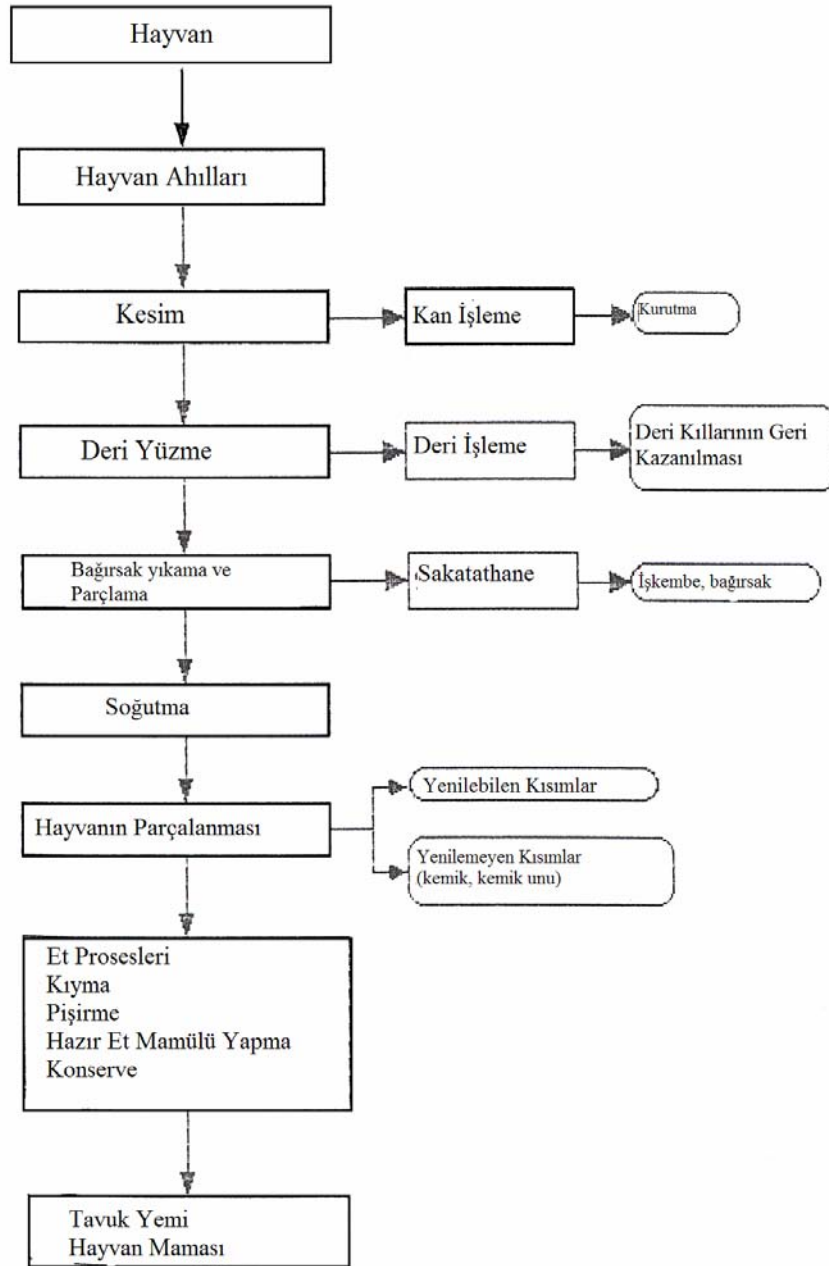 Hayvan
Hayvan Ahılları
Kesim
Kan İşleme
Kurutma
Deri Yüzme
Deri İşleme
Deri Kıllarının Geri
Kazanılması
Bağırsak yıkama ve
Parçlama
Sakatathane
İşkembe, bağırsak
Soğutma
Hayvanın Parçalanması
Yenilebilen Kısımlar
Yenilemeyen Kısımlar
(kemik, kemik unu)
Et Prosesleri
Kıyma
Pişirme
Hazır Et Mamülü Yapma
Konserve
Tavuk Yemi
Hayvan Maması